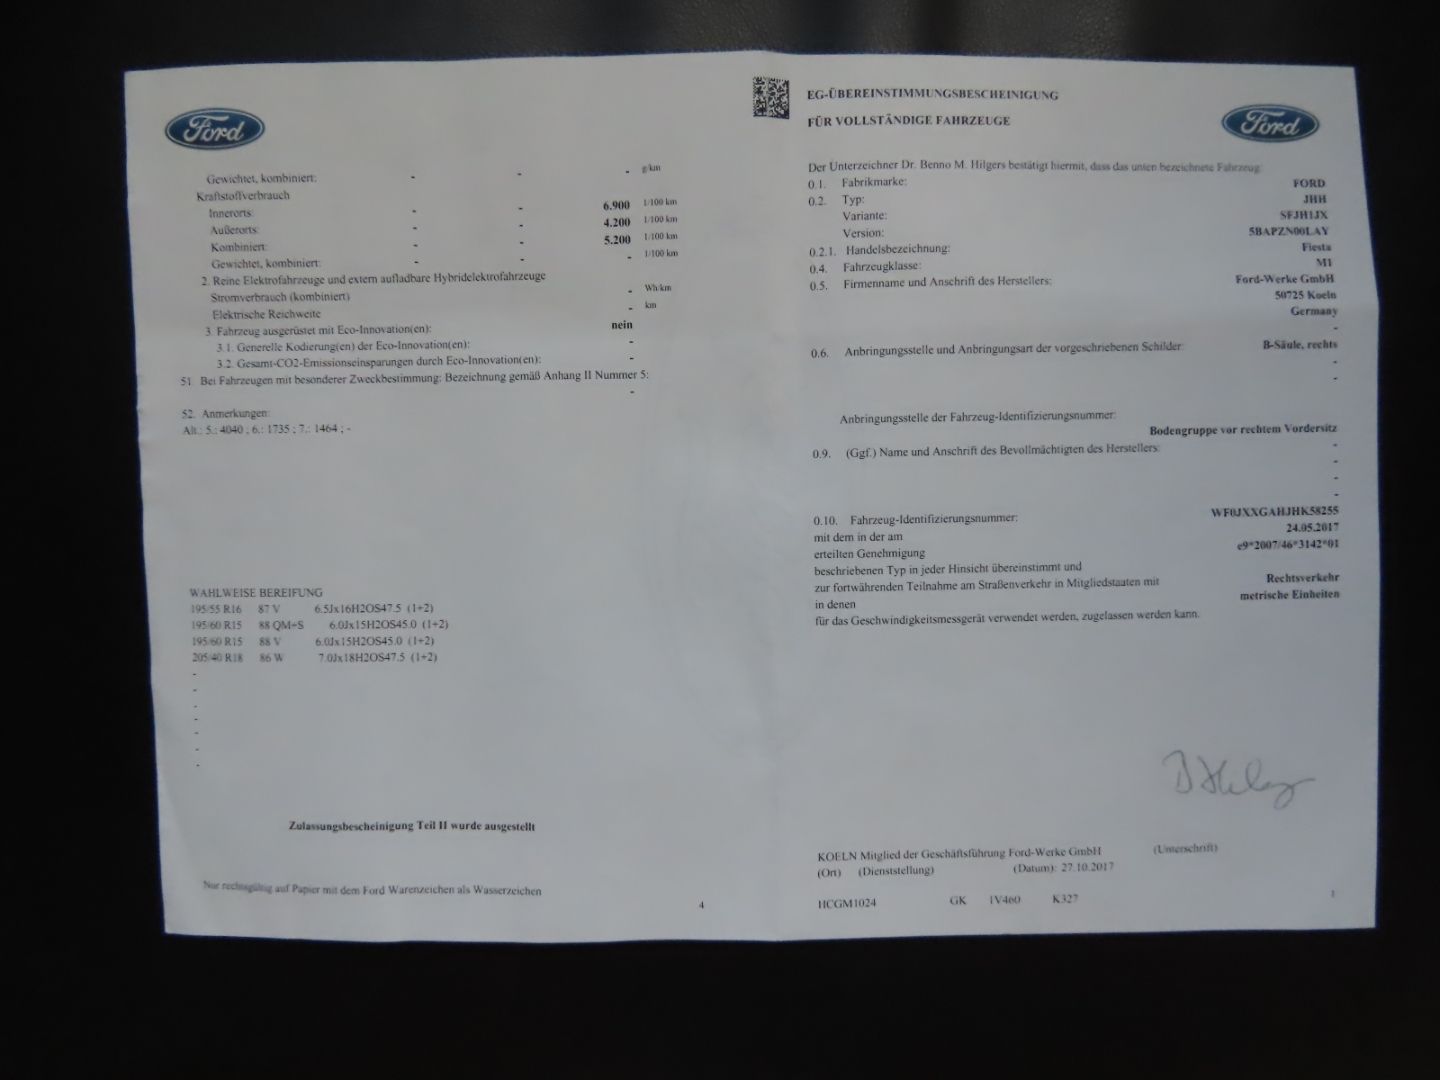 Ford
Gewichtet, kombiniert: - - - g/km
Kraftstoffverbrauch
Innerorts: - - 6.900 l/100 km
Außerorts: - - 4.200 l/100 km
Kombiniert: - - 5.200 l/100 km
Gewichtet, kombiniert: - - - l/100 km
2. Reine Elektrofahrzeuge und extern aufladbare Hybridelektrofahrzeuge
Stromverbrauch (kombiniert) - Wh/km
Elektrische Reichweite - km
3 Fahrzeug ausgerüstet mit Eco-Innovation(en): nein
3.1. Generelle Kodierung(en) der Eco-Innovation(en): -
3.2. Gesamt-CO2-Emissionseinsparungen durch Eco-Innovation(en): -
51. Bei Fahrzeugen mit besonderer Zweckbestimmung: Bezeichnung gemäß Anhang II Nummer 5:
-
52. Anmerkungen:
Alt.: 5.: 4040 ; 6.: 1735 ; 7.: 1464 ; -
WAHLWEISE BEREIFUNG
195/55 R16 87 V 6.5Jx16H2OS47.5 (1+2)
195/60 R15 88 QM+S 6.0Jx15H2OS45.0 (1+2)
195/60 R15 88 V 6.0Jx15H2OS45.0 (1+2)
205/40 R18 86 W 7.0Jx18H2OS47.5 (1+2)
-
-
-
-
-
-
-
Zulassungsbescheinigung Teil II wurde ausgestellt
Nur rechtsgültig auf Papier mit dem Ford Warenzeichen als Wasserzeichen
4
EG-ÜBEREINSTIMMUNGSBESCHEINIGUNG
FÜR VOLLSTÄNDIGE FAHRZEUGE
Ford
Der Unterzeichner Dr. Benno M. Hilgers bestätigt hiermit, dass das unten bezeichnete Fahrzeug:
0.1. Fabrikmarke: FORD
0.2. Typ: JHH
Variante: SFJH1JX
Version: 5BAPZN00LAY
0.2.1. Handelsbezeichnung: Fiesta
0.4. Fahrzeugklasse: M1
0.5. Firmenname und Anschrift des Herstellers: Ford-Werke GmbH
50725 Koeln
Germany
-
0.6. Anbringungsstelle und Anbringungsart der vorgeschriebenen Schilder: B-Säule, rechts
-
-
Anbringungsstelle der Fahrzeug-Identifizierungsnummer:
Bodengruppe vor rechtem Vordersitz
0.9. (Ggf.) Name und Anschrift des Bevollmächtigten des Herstellers: -
-
-
-
0.10. Fahrzeug-Identifizierungsnummer: WF0JXXGAHJHK58255
mit dem in der am 24.05.2017
erteilten Genehmigung e9*2007/46*3142*01
beschriebenen Typ in jeder Hinsicht übereinstimmt und
zur fortwährenden Teilnahme am Straßenverkehr in Mitgliedstaaten mit Rechtsverkehr
in denen metrische Einheiten
für das Geschwindigkeitsmessgerät verwendet werden, zugelassen werden kann.
KOELN Mitglied der Geschäftsführung Ford-Werke GmbH (Unterschrift)
(Ort) (Dienststellung) (Datum): 27.10.2017
HCGM1024 GK 1V460 K327
1